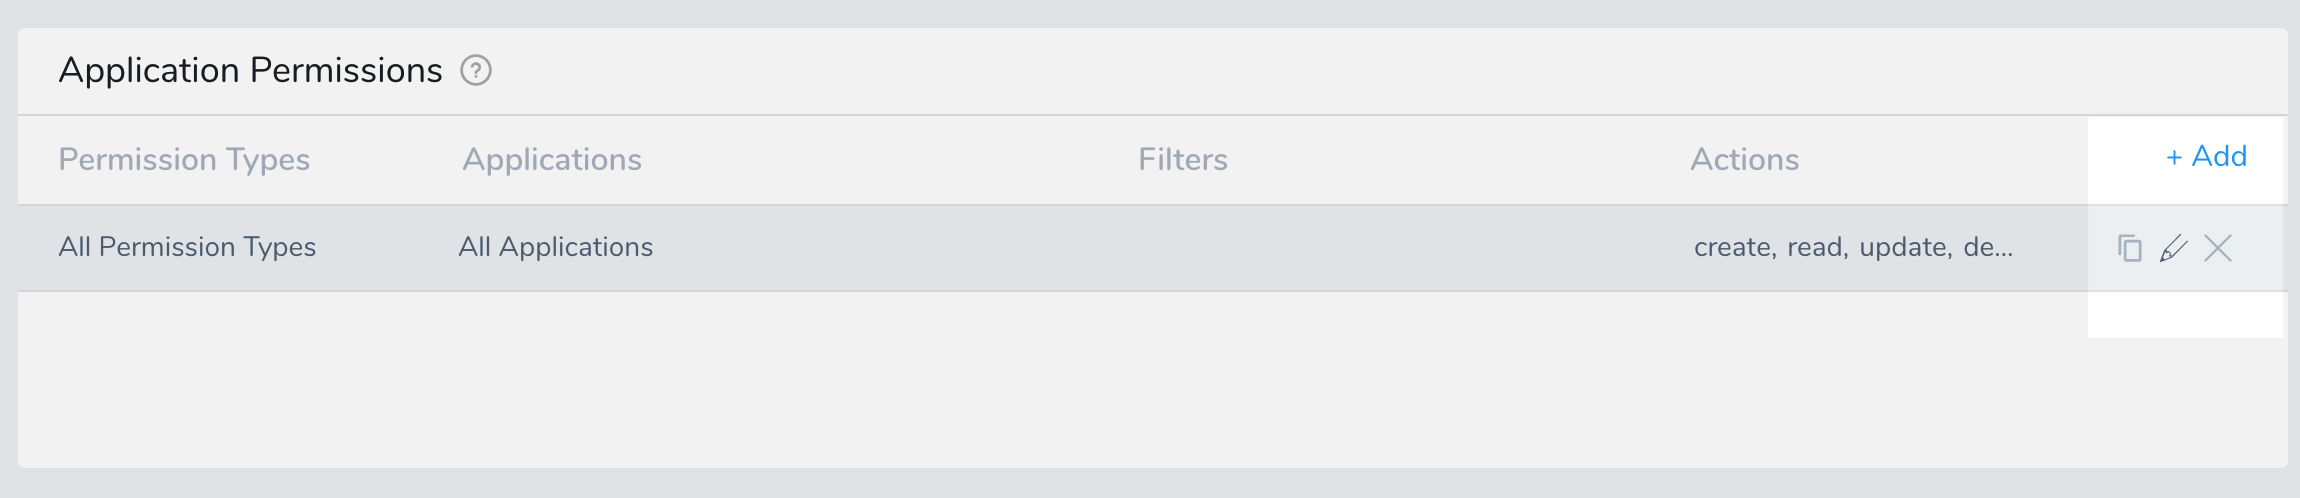 Application Permissions ?
Permission Types Applications Filters Actions + Add
All Permission Types All Applications create, read, update, de...